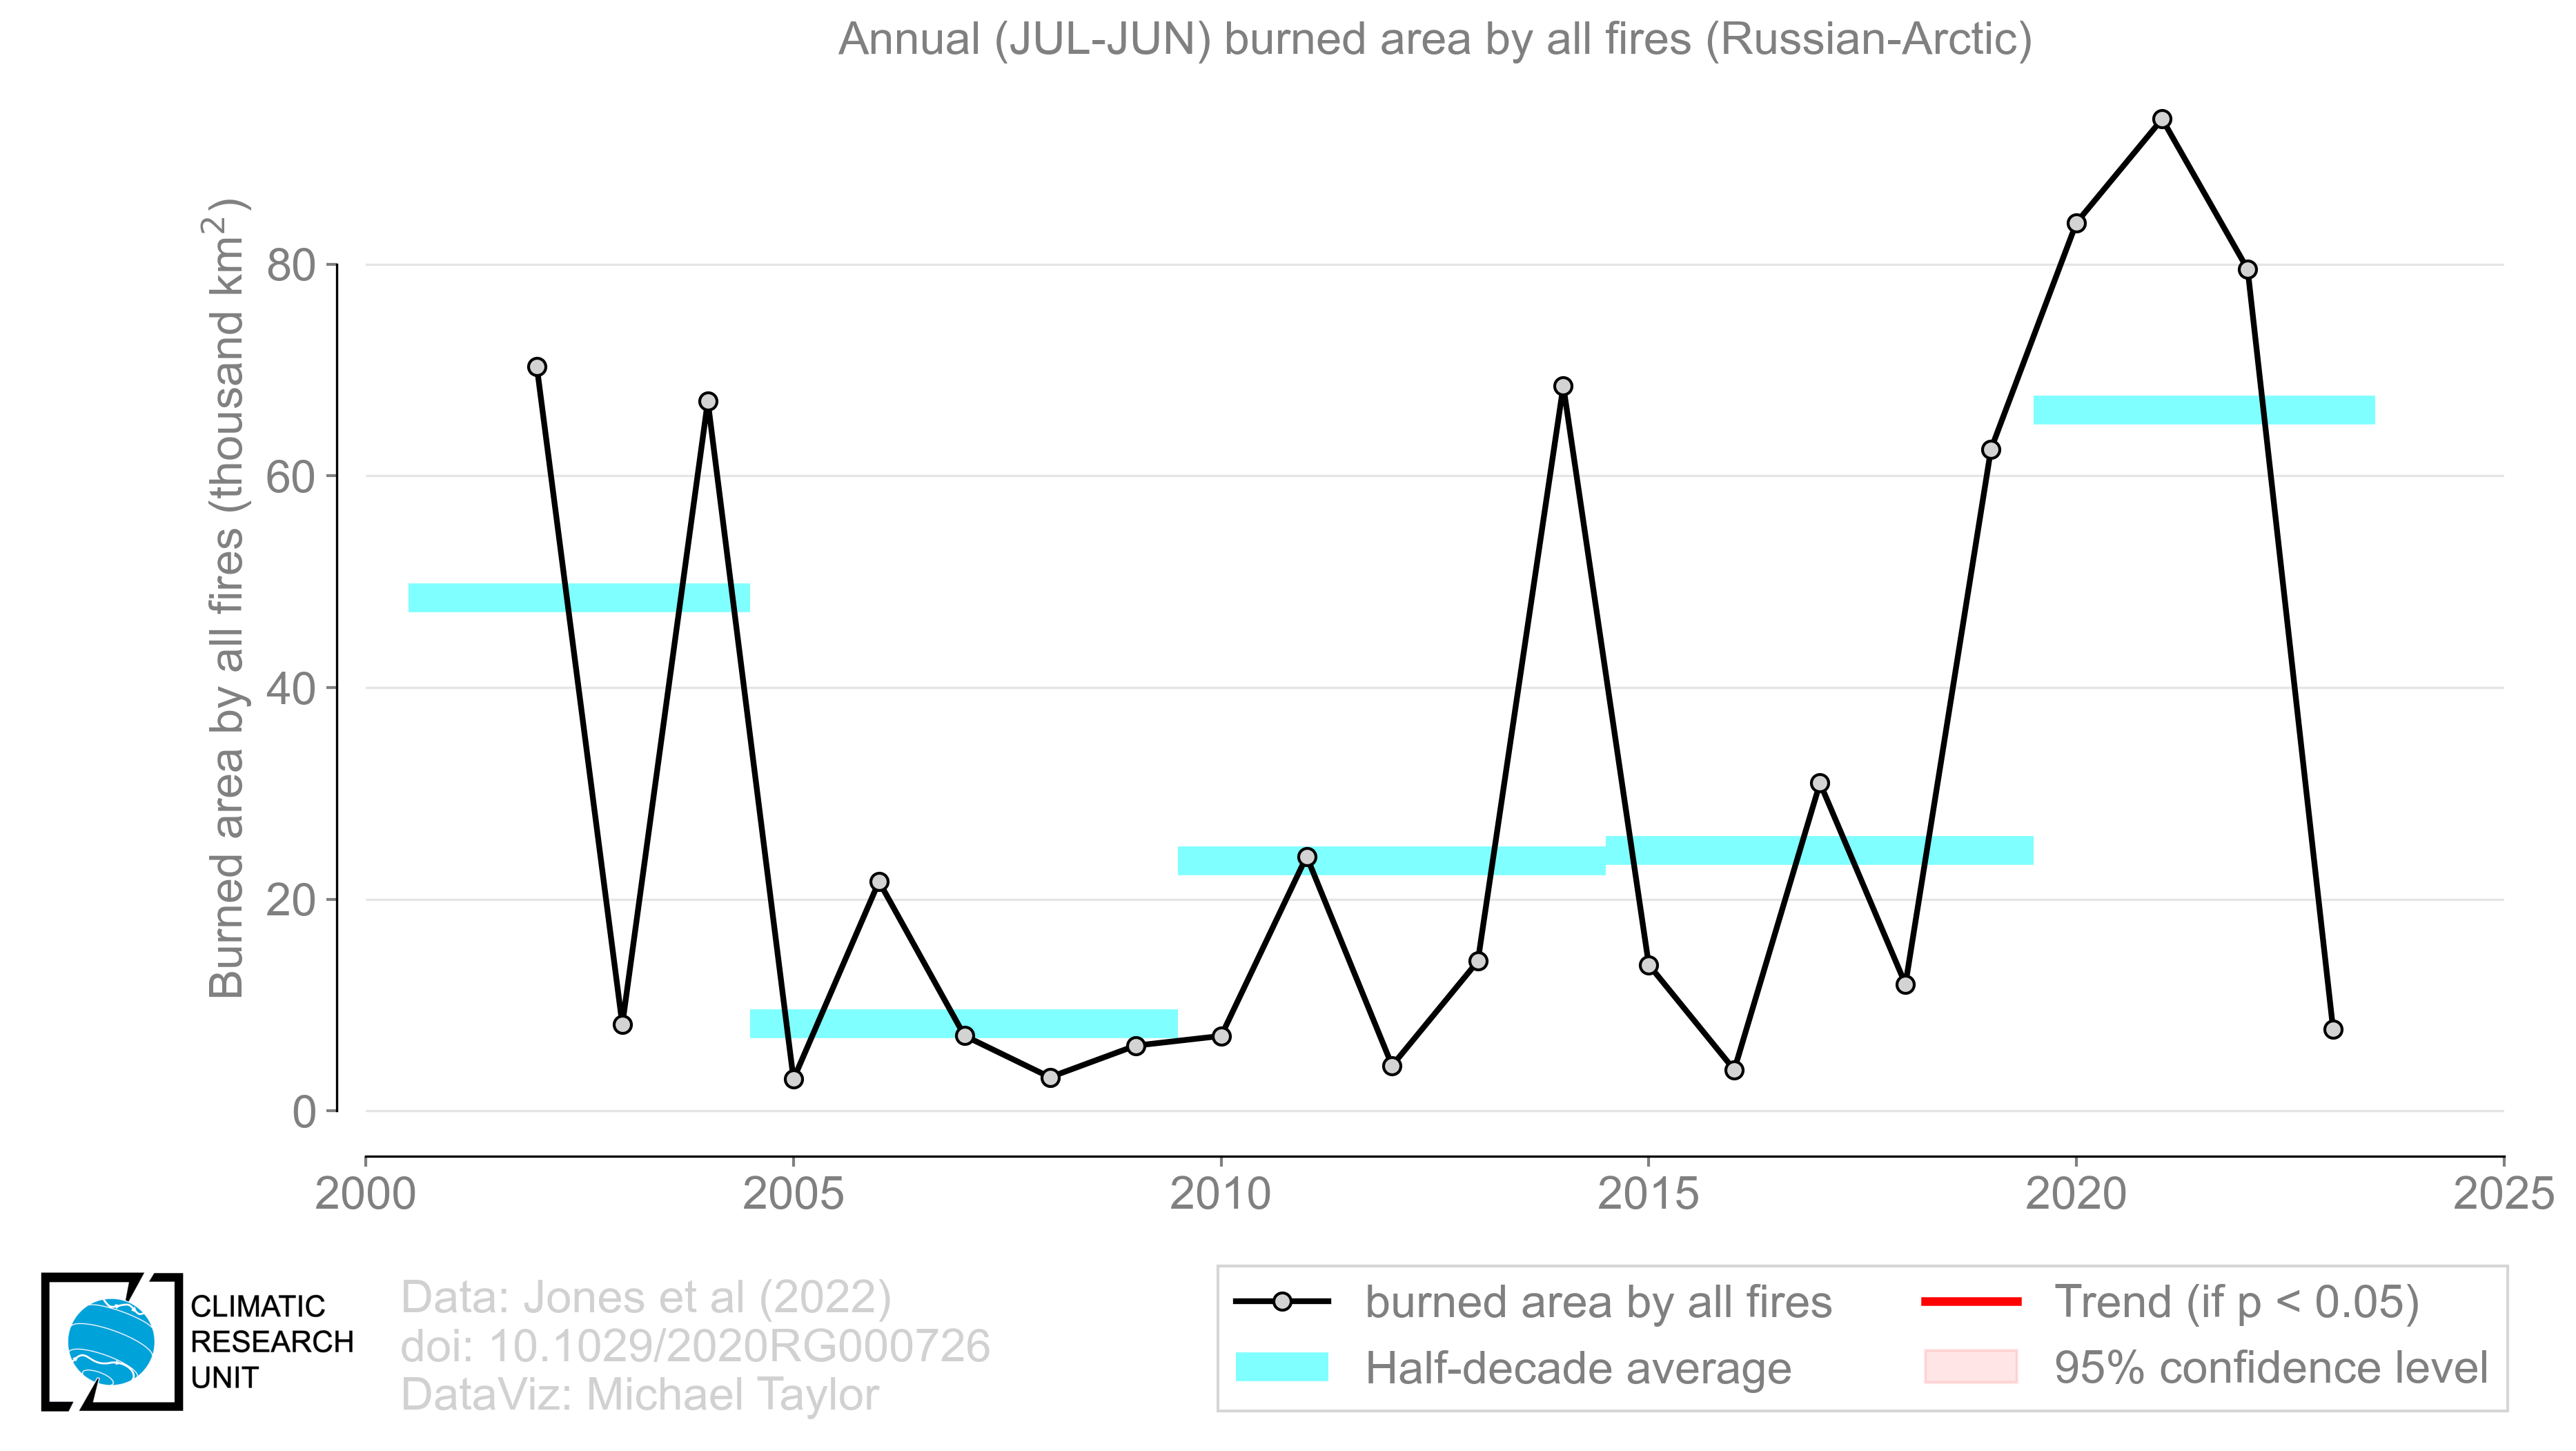 Annual (JUL-JUN) burned area by all fires (Russian-Arctic)
Burned area by all fires (thousand km²)
80
60
40
20
0
2000
2005
2010
2015
2020
2025
CLIMATIC
RESEARCH
UNIT
Data: Jones et al (2022)
doi: 10.1029/2020RG000726
DataViz: Michael Taylor
burned area by all fires
Half-decade average
Trend (if p < 0.05)
95% confidence level